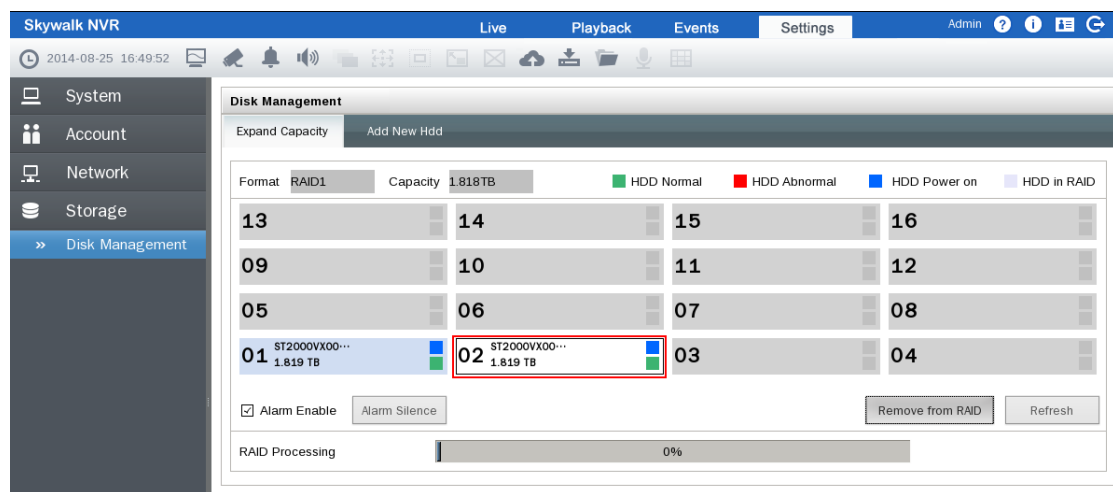 Skywalk NVR Live Playback Events Settings Admin
2014-08-25 16:49:52
System
Account
Network
Storage
» Disk Management
Disk Management
Expand Capacity Add New Hdd
Format RAID1 Capacity 1.818TB HDD Normal HDD Abnormal HDD Power on HDD in RAID
13 14 15 16
09 10 11 12
05 06 07 08
01 ST2000VX00··· 1.819 TB 02 ST2000VX00··· 1.819 TB 03 04
Alarm Enable Alarm Silence Remove from RAID Refresh
RAID Processing 0%